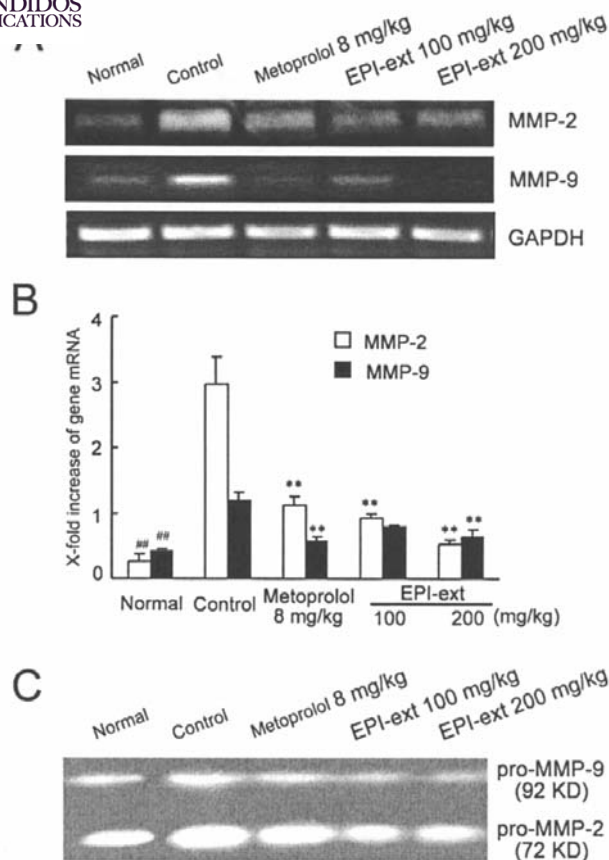 NDIDOS
ICATIONS
Normal Control Metoprolol 8 mg/kg EPI-ext 100 mg/kg EPI-ext 200 mg/kg
MMP-2
MMP-9
GAPDH
B
X-fold increase of gene mRNA
4
3
2
1
0
MMP-2
MMP-9
## ## ** ** ** ** **
Normal Control Metoprolol 8 mg/kg EPI-ext 100 200 (mg/kg)
C
Normal Control Metoprolol 8 mg/kg EPI-ext 100 mg/kg EPI-ext 200 mg/kg
pro-MMP-9
(92 KD)
pro-MMP-2
(72 KD)